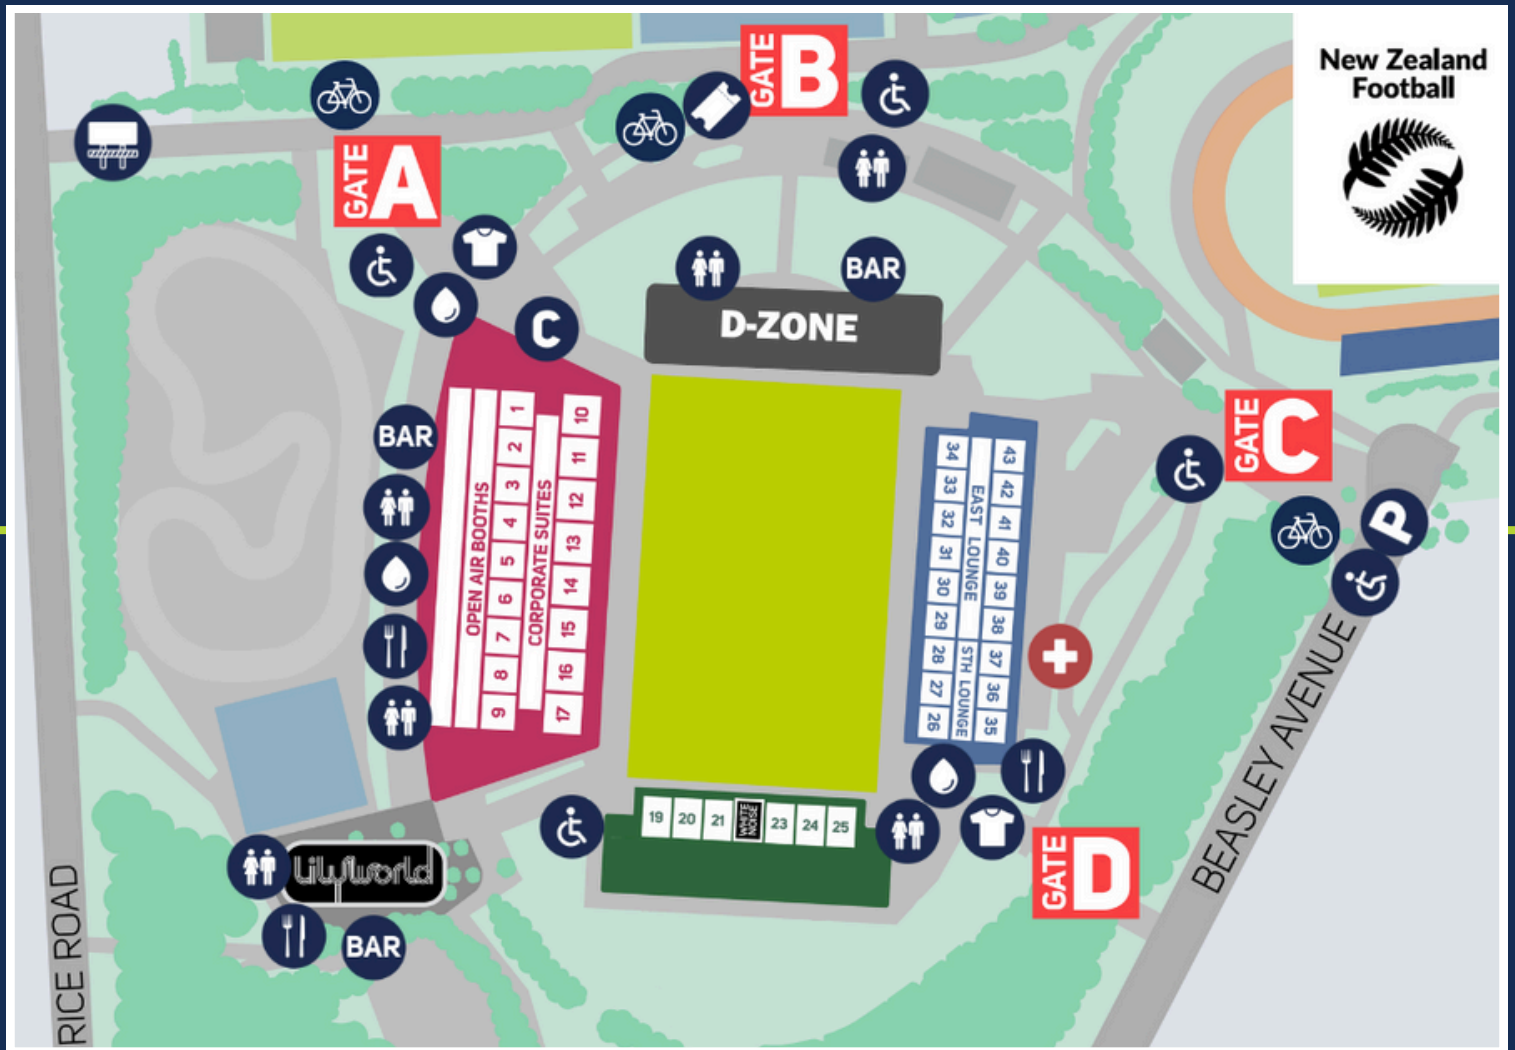 New Zealand
Football
GATE B
GATE A
C
BAR
D-ZONE
GATE C
P
BAR
OPEN AIR BOOTHS
1
2
3
4
5
6
7
8
9
CORPORATE SUITES
10
11
12
13
14
15
16
17
34
33
32
31
30
29
28
27
26
EAST LOUNGE
STH LOUNGE
43
42
41
40
39
38
37
36
35
19
20
21
WHITE
NOISE
23
24
25
GATE D
Lilyworld
BAR
RICE ROAD
BEASLEY AVENUE